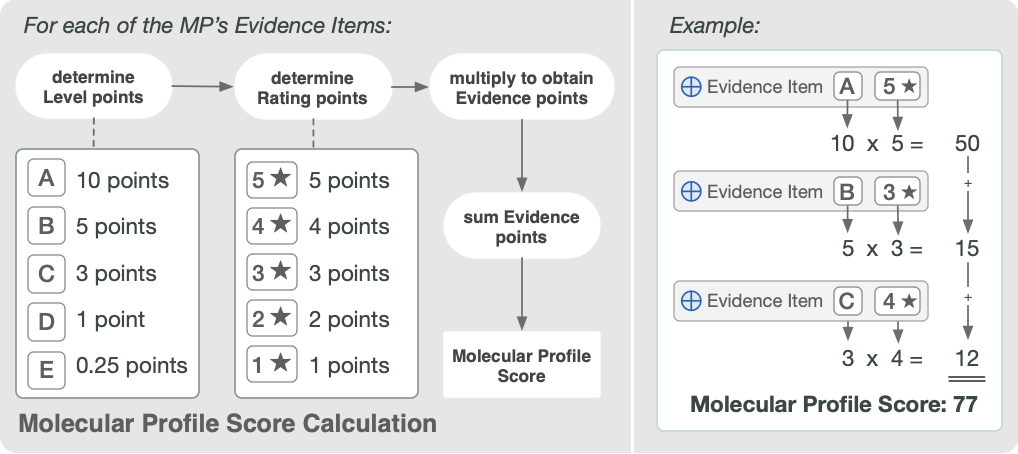 For each of the MP's Evidence Items:
determine
Level points
determine
Rating points
multiply to obtain
Evidence points
A 10 points
B 5 points
C 3 points
D 1 point
E 0.25 points
5 ★ 5 points
4 ★ 4 points
3 ★ 3 points
2 ★ 2 points
1 ★ 1 points
sum Evidence
points
Molecular Profile
Score
Molecular Profile Score Calculation
Example:
Evidence Item A 5 ★
10 x 5 = 50
+
Evidence Item B 3 ★
5 x 3 = 15
+
Evidence Item C 4 ★
3 x 4 = 12
Molecular Profile Score: 77